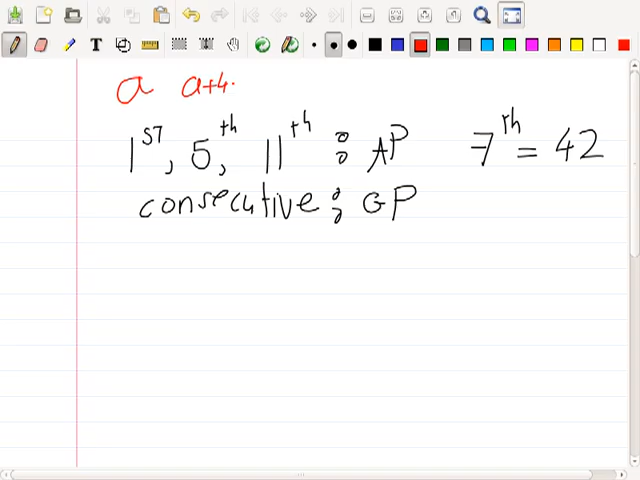 a a+4.
1ST, 5th, 11th : AP 7th = 42
consecutive : GP